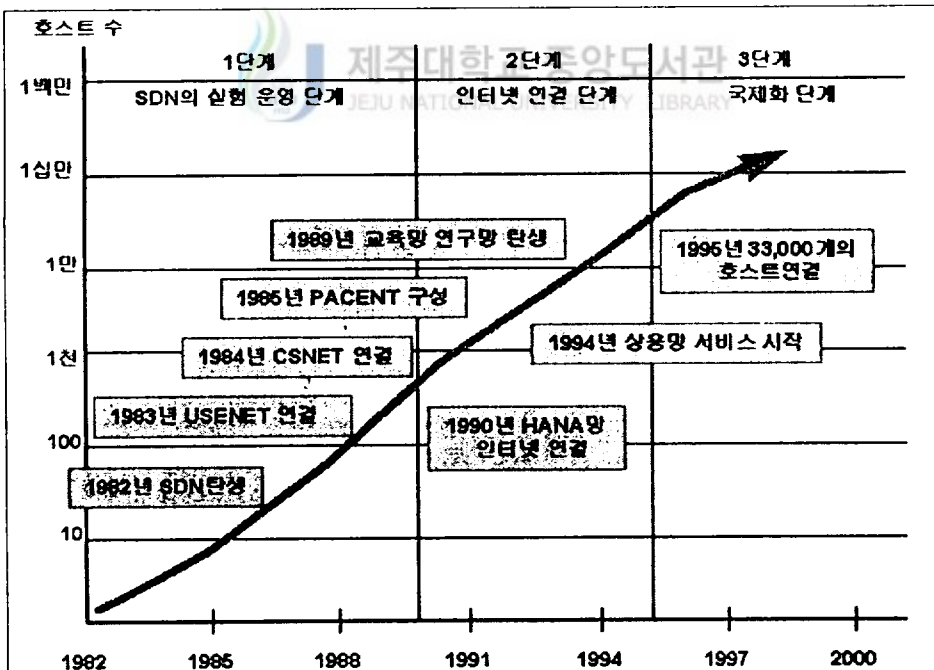 호스트 수
제주대학교 중앙도서관
JEJU NATIONAL UNIVERSITY LIBRARY
1단계
2단계
3단계
SDN의 실험 운영 단계
인터넷 연결 단계
국제화 단계
1백만
1십만
1만
1천
100
10
1989년 교육망 연구망 탄생
1995년 33,000개의
호스트연결
1985년 PACENT 구성
1984년 CSNET 연결
1994년 상용망 서비스 시작
1983년 USENET 연결
1990년 HANA망
인터넷 연결
1982년 SDN탄생
1982
1985
1988
1991
1994
1997
2000